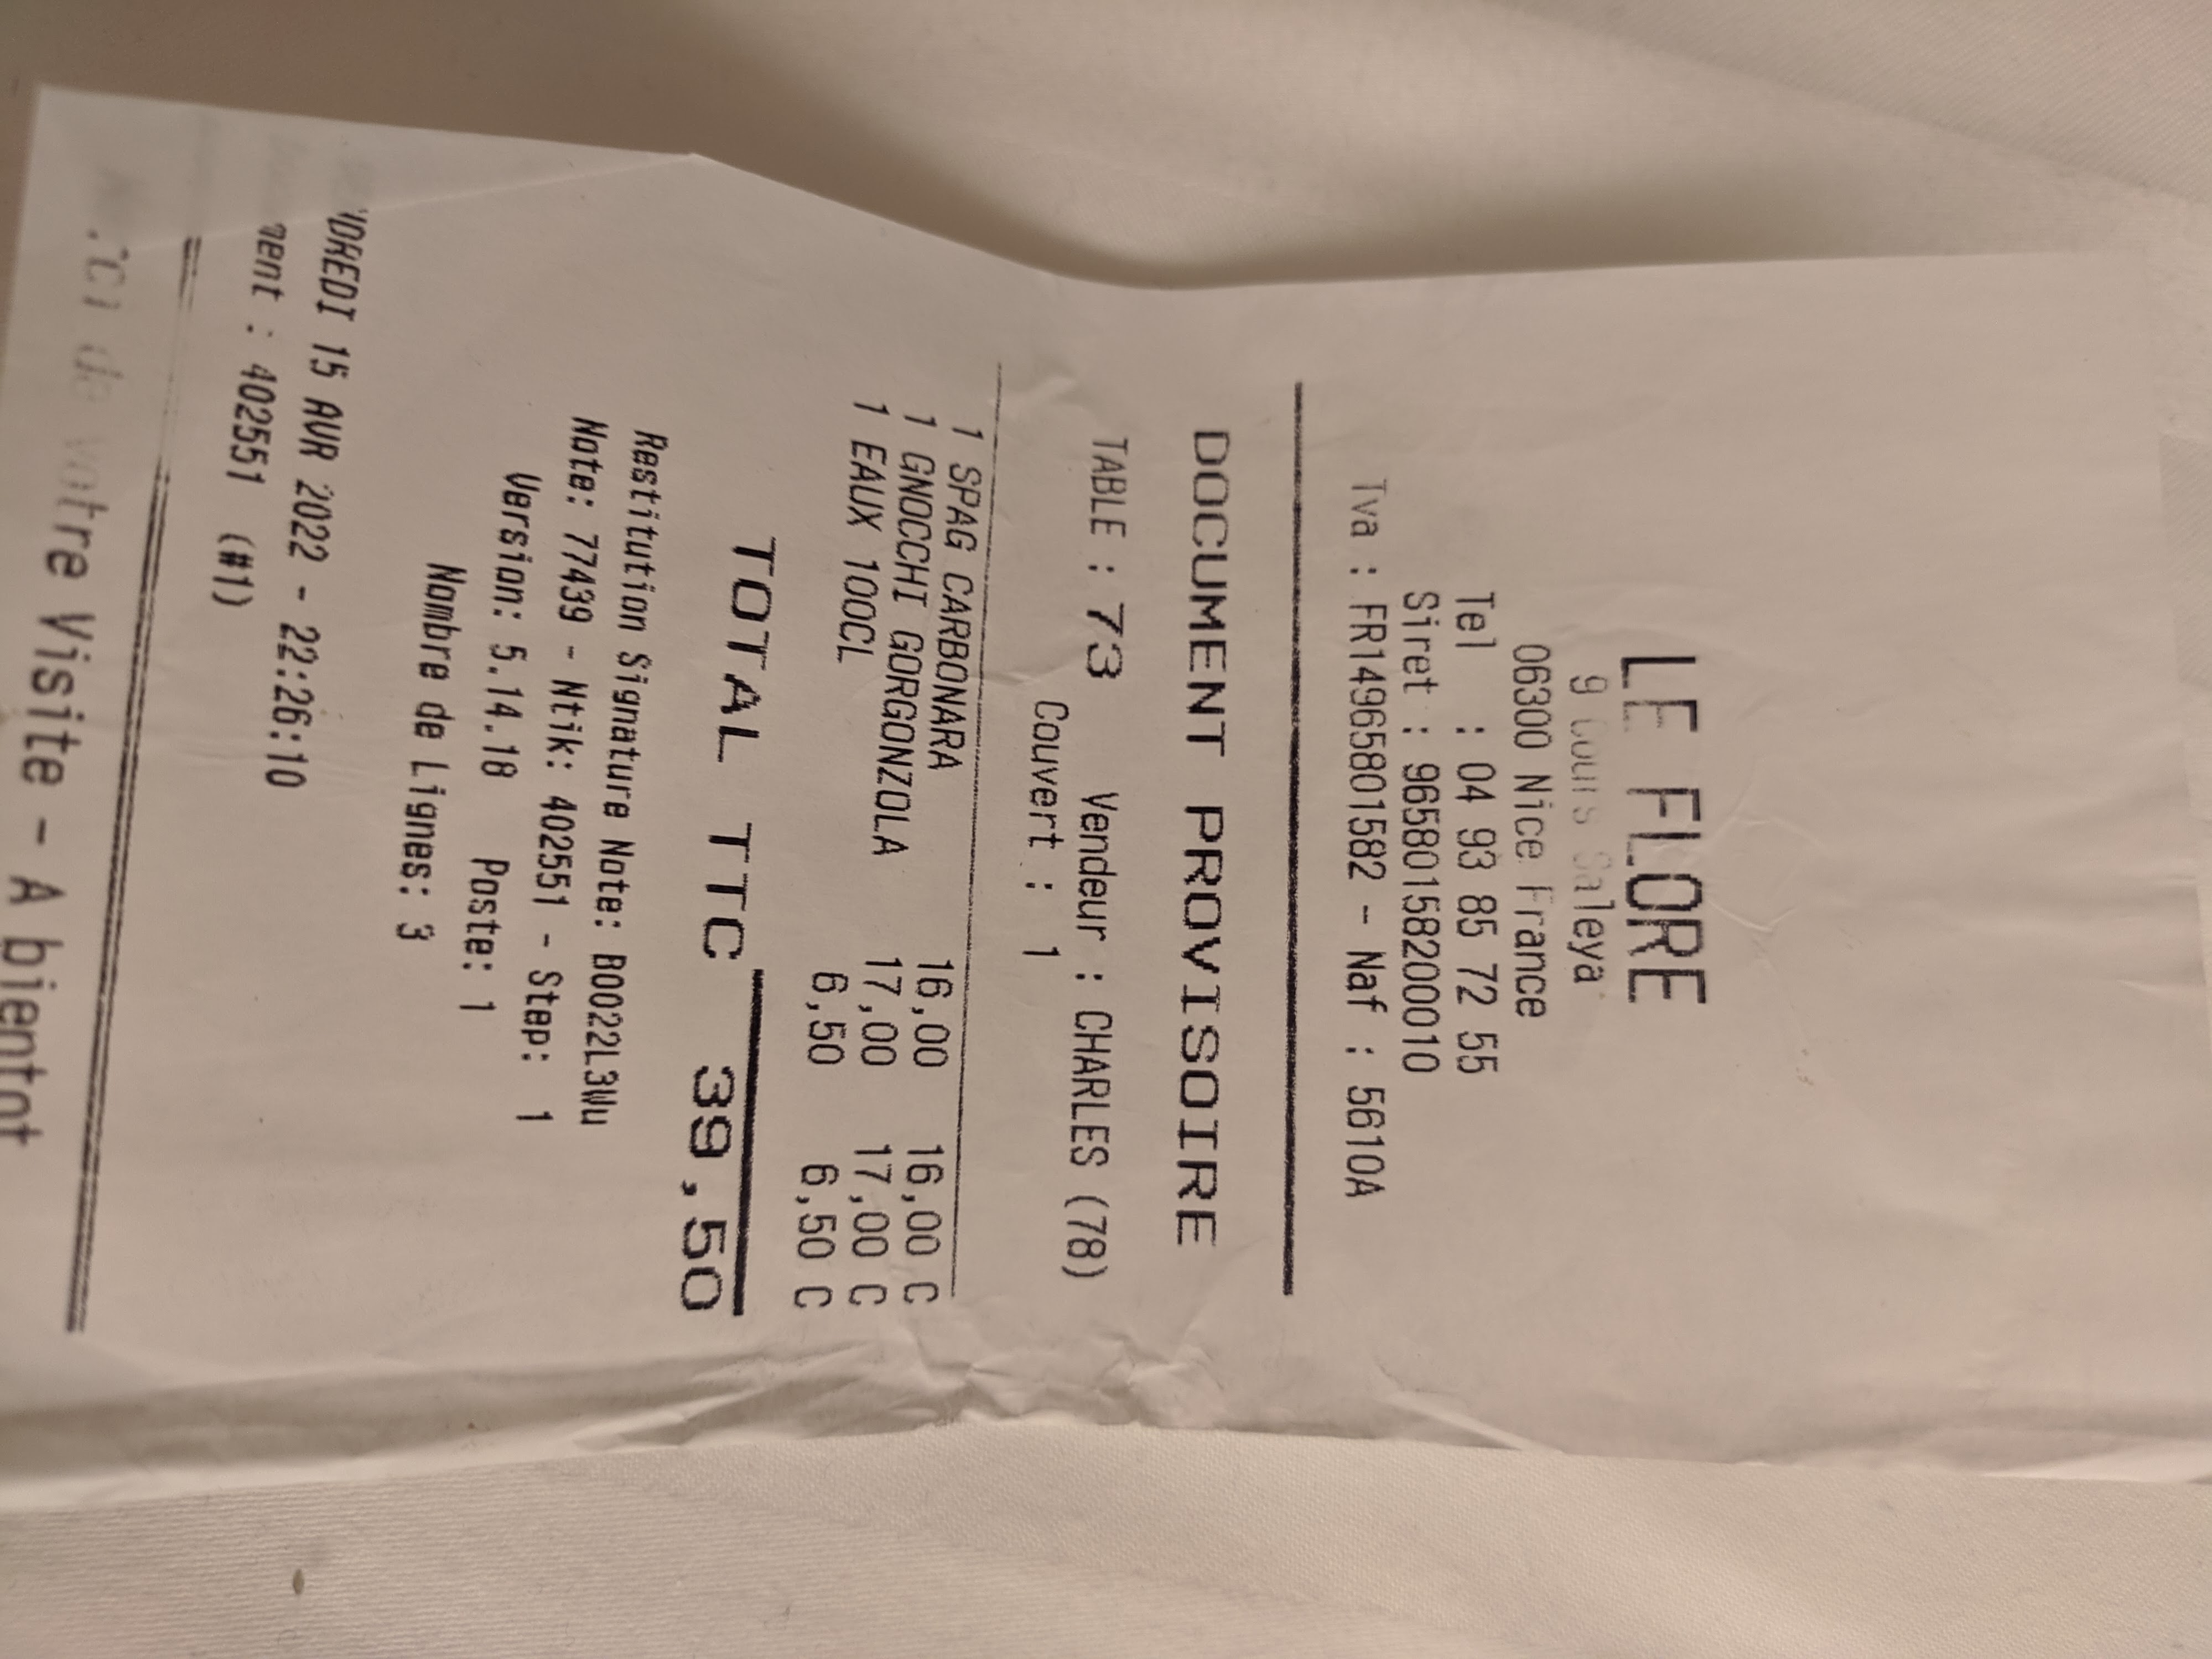 LE FLORE
9 Cours Saleya
06300 Nice France
Tel : 04 93 85 72 55
Siret : 96580158200010
Tva : FR14965801582 - Naf : 5610A
DOCUMENT PROVISOIRE
TABLE : 73 Vendeur : CHARLES (78)
Couvert : 1
1 SPAG CARBONARA 16,00 16,00 C
1 GNOCCHI GORGONZOLA 17,00 17,00 C
1 EAUX 100CL 6,50 6,50 C
TOTAL TTC 39,50
Restitution Signature Note: B0022L3Wu
Note: 77439 - Ntik: 402551 - Step: 1
Version: 5.14.18 Poste: 1
Nombre de Lignes: 3
VENDREDI 15 AVR 2022 - 22:26:10
: 402551 (#1)
de votre Visite - A bientot